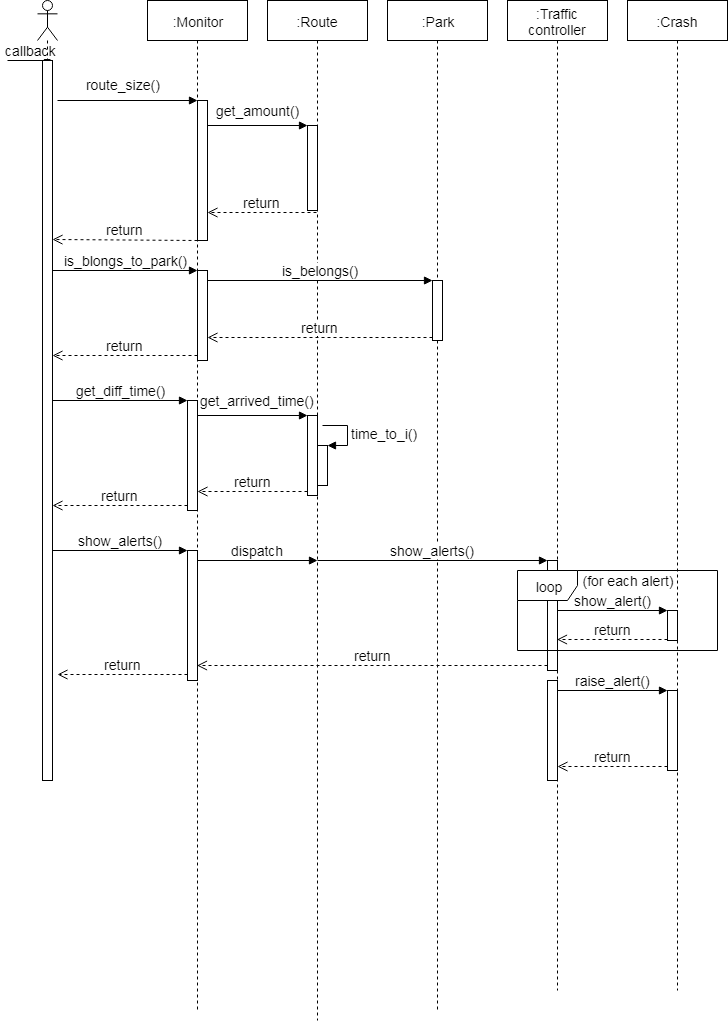 :Monitor
:Route
:Park
:Traffic
controller
:Crash
callback
route_size()
get_amount()
return
return
is_blongs_to_park()
is_belongs()
return
return
get_diff_time()
get_arrived_time()
time_to_i()
return
return
show_alerts()
dispatch
show_alerts()
loop
(for each alert)
show_alert()
return
return
return
raise_alert()
return